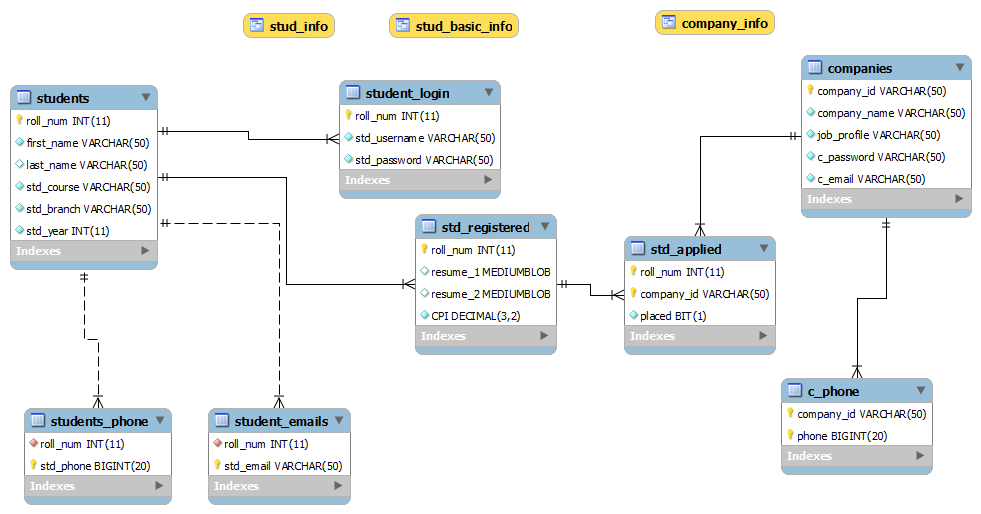 stud_info
stud_basic_info
company_info
students
roll_num INT(11)
first_name VARCHAR(50)
last_name VARCHAR(50)
std_course VARCHAR(50)
std_branch VARCHAR(50)
std_year INT(11)
Indexes
student_login
roll_num INT(11)
std_username VARCHAR(50)
std_password VARCHAR(50)
Indexes
companies
company_id VARCHAR(50)
company_name VARCHAR(50)
job_profile VARCHAR(50)
c_password VARCHAR(50)
c_email VARCHAR(50)
Indexes
std_registered
roll_num INT(11)
resume_1 MEDIUMBLOB
resume_2 MEDIUMBLOB
CPI DECIMAL(3,2)
Indexes
std_applied
roll_num INT(11)
company_id VARCHAR(50)
placed BIT(1)
Indexes
students_phone
roll_num INT(11)
std_phone BIGINT(20)
Indexes
student_emails
roll_num INT(11)
std_email VARCHAR(50)
Indexes
c_phone
company_id VARCHAR(50)
phone BIGINT(20)
Indexes